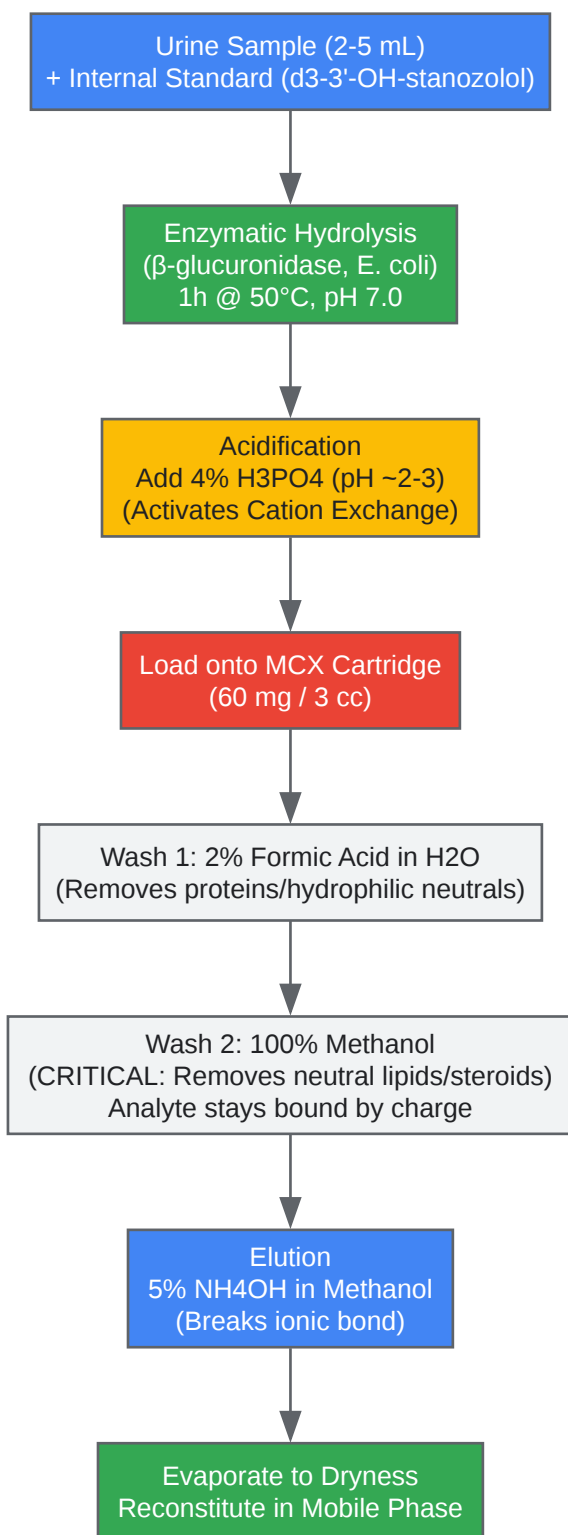 Urine Sample (2-5 mL)
+ Internal Standard (d3-3'-OH-stanozolol)
Enzymatic Hydrolysis
(β-glucuronidase, E. coli)
1h @ 50°C, pH 7.0
Acidification
Add 4% H3PO4 (pH ~2-3)
(Activates Cation Exchange)
Load onto MCX Cartridge
(60 mg / 3 cc)
Wash 1: 2% Formic Acid in H2O
(Removes proteins/hydrophilic neutrals)
Wash 2: 100% Methanol
(CRITICAL: Removes neutral lipids/steroids)
Analyte stays bound by charge
Elution
5% NH4OH in Methanol
(Breaks ionic bond)
Evaporate to Dryness
Reconstitute in Mobile Phase